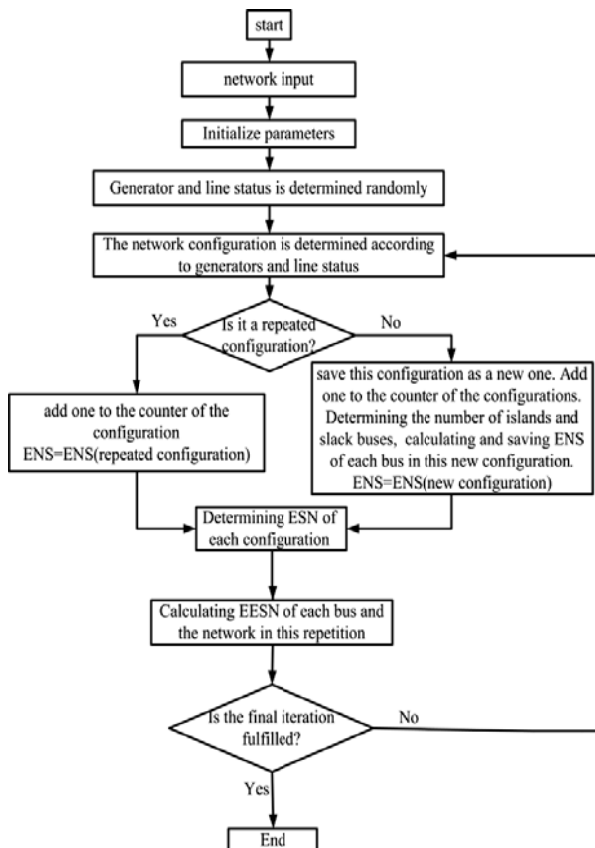 start
network input
Initialize parameters
Generator and line status is determined randomly
The network configuration is determined according
to generators and line status
Yes
Is it a repeated
configuration?
No
add one to the counter of the
configuration
ENS=ENS(repeated configuration)
save this configuration as a new one. Add
one to the counter of the configurations.
Determining the number of islands and
slack buses, calculating and saving ENS
of each bus in this new configuration.
ENS=ENS(new configuration)
Determining ESN of
each configuration
Calculating EESN of each bus and
the network in this repetition
Is the final iteration
fulfilled?
No
Yes
End